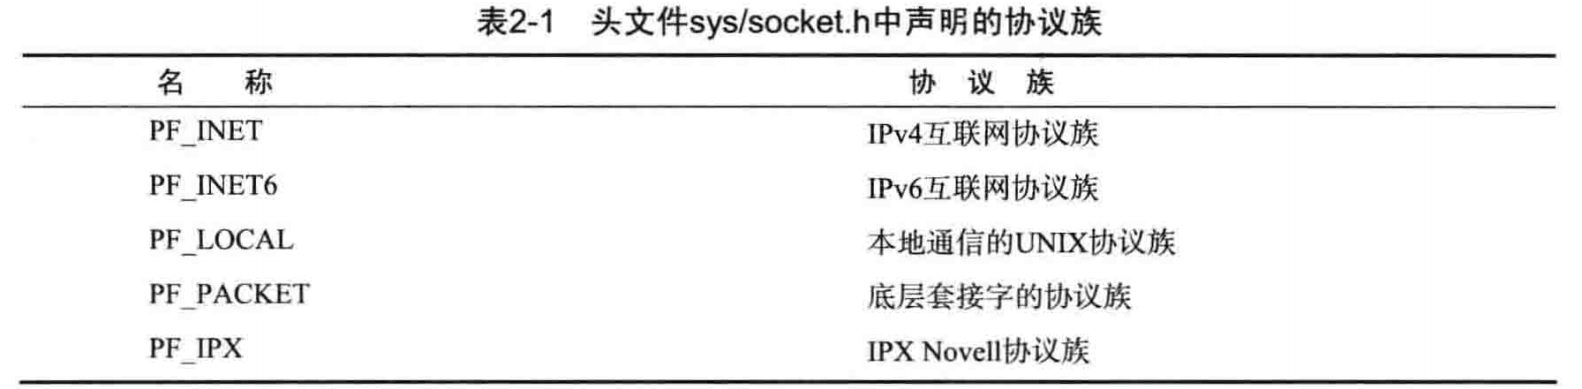 表2-1 头文件sys/socket.h中声明的协议族
名 称 协 议 族
PF_INET IPv4互联网协议族
PF_INET6 IPv6互联网协议族
PF_LOCAL 本地通信的UNIX协议族
PF_PACKET 底层套接字的协议族
PF_IPX IPX Novell协议族